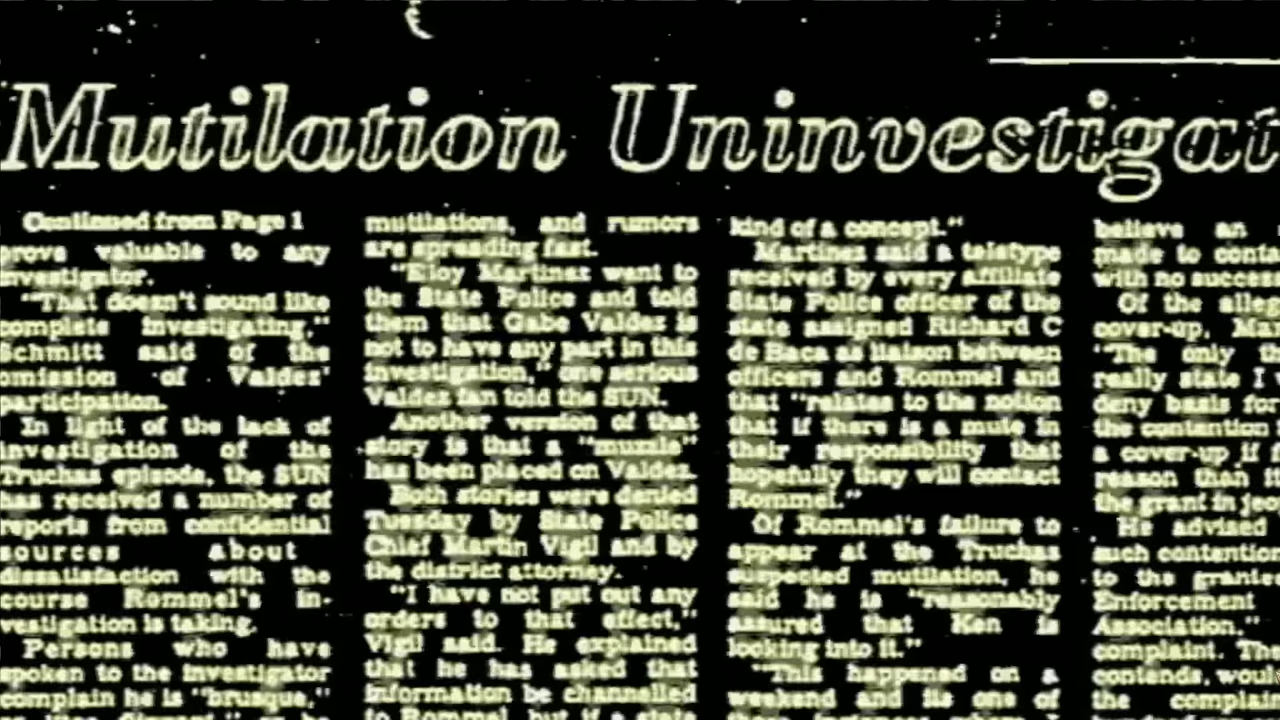 Mutilation Uninvestigat
Continued from Page 1
prove valuable to any
investigator.
"That doesn't sound like
complete investigating,"
Schmitt said of the
omission of Valdez'
participation.
In light of the lack of
investigation of the
Truchas episode, the SUN
has received a number of
reports from confidential
sources about
dissatisfaction with the
course Rommel's in-
vestigation is taking.
Persons who have
spoken to the investigator
complain he is "brusque,"
mutilations, and rumors
are spreading fast.
"Eloy Martinez went to
the State Police and told
them that Gabe Valdez is
not to have any part in this
investigation," one serious
Valdez fan told the SUN.
Another version of that
story is that a "muzzle"
has been placed on Valdez.
Both stories were denied
Tuesday by State Police
Chief Martin Vigil and by
the district attorney.
"I have not put out any
orders to that effect,"
Vigil said. He explained
that he has asked that
information be channelled
to Rommel, but if a state
kind of a concept."
Martinez said a teletype
received by every affiliate
State Police officer of the
state assigned Richard C
de Baca as liaison between
officers and Rommel and
that "relates to the notion
that if there is a mute in
their responsibility that
hopefully they will contact
Rommel."
Of Rommel's failure to
appear at the Truchas
suspected mutilation, he
said he is "reasonably
assured that Ken is
looking into it."
"This happened on a
weekend and its one of
believe an
made to conta
with no success
Of the alleg
cover-up, Ma
"The only th
really state I
deny basis for
the contention
a cover-up if
reason than it
the grant in jeo
He advised
such contention
to the grante
Enforcement
Association."
complaint. The
contends, woul
the complain